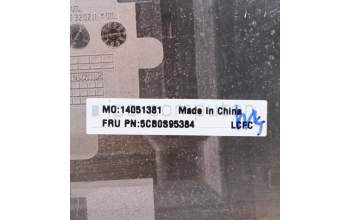 MO:14051381 Made in China
FRU PN:5CB0S95384 LCFC